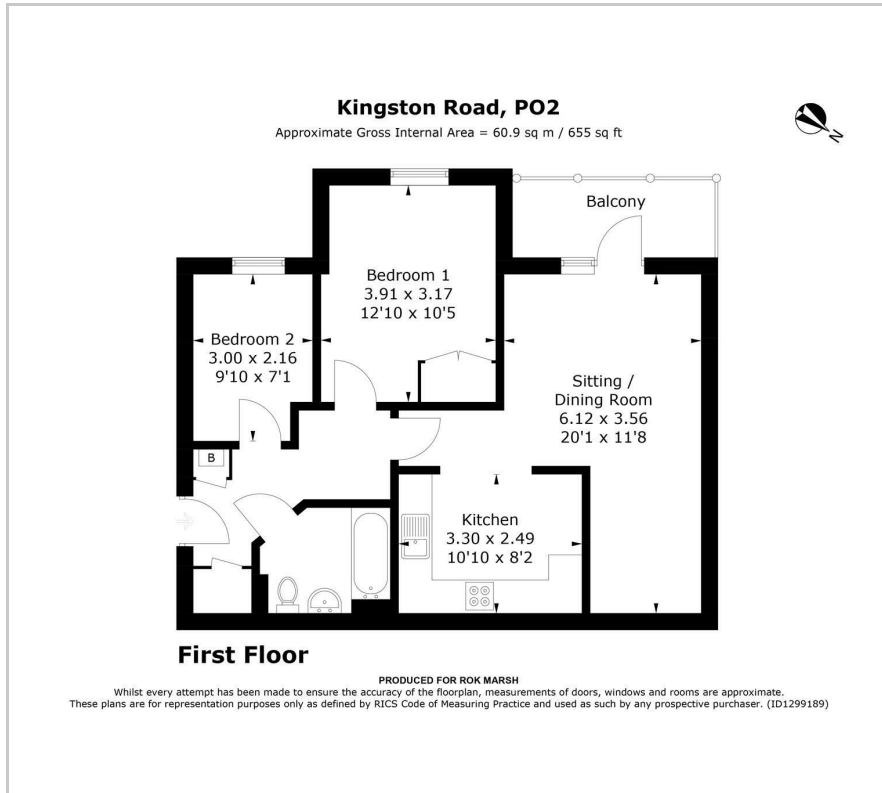 Kingston Road, PO2
Approximate Gross Internal Area = 60.9 sq m / 655 sq ft
N
Balcony
Bedroom 1
3.91 x 3.17
12'10 x 10'5
Bedroom 2
3.00 x 2.16
9'10 x 7'1
Sitting /
Dining Room
6.12 x 3.56
20'1 x 11'8
B
Kitchen
3.30 x 2.49
10'10 x 8'2
First Floor
PRODUCED FOR ROK MARSH
Whilst every attempt has been made to ensure the accuracy of the floorplan, measurements of doors, windows and rooms are approximate.
These plans are for representation purposes only as defined by RICS Code of Measuring Practice and used as such by any prospective purchaser. (ID1299189)